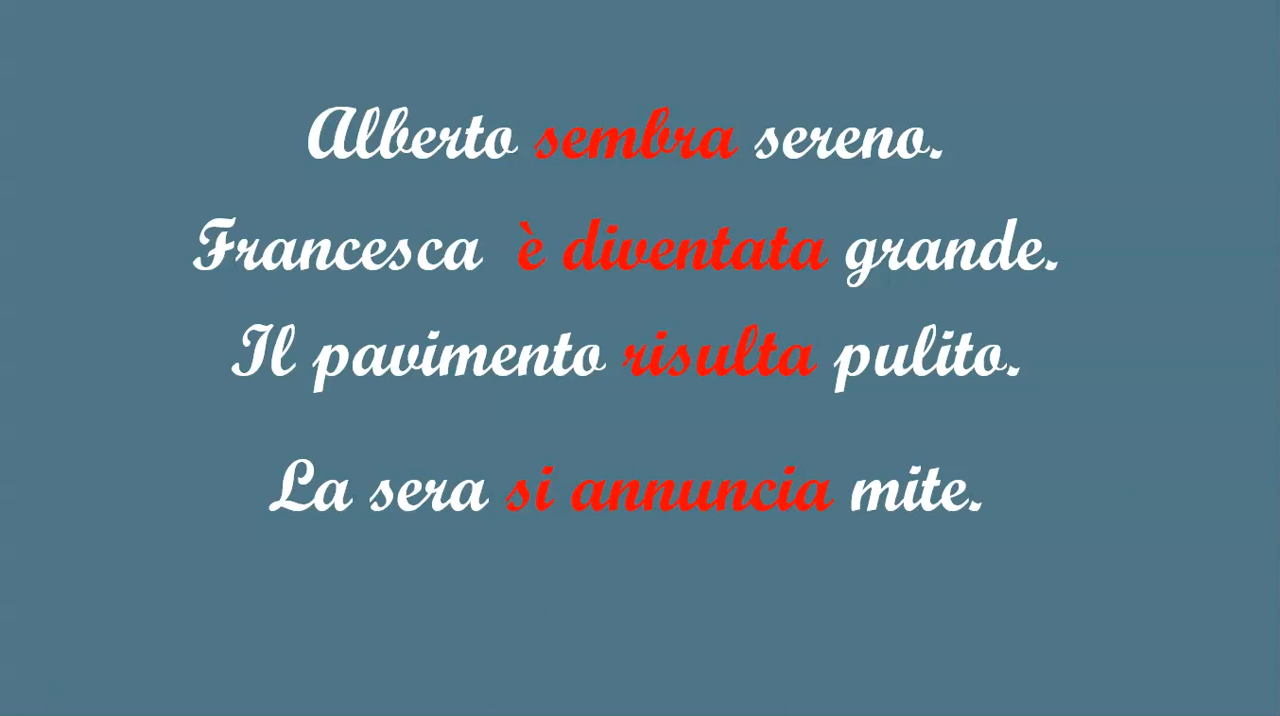 Alberto sembra sereno.
Francesca è diventata grande.
Il pavimento risulta pulito.
La sera si annuncia mite.